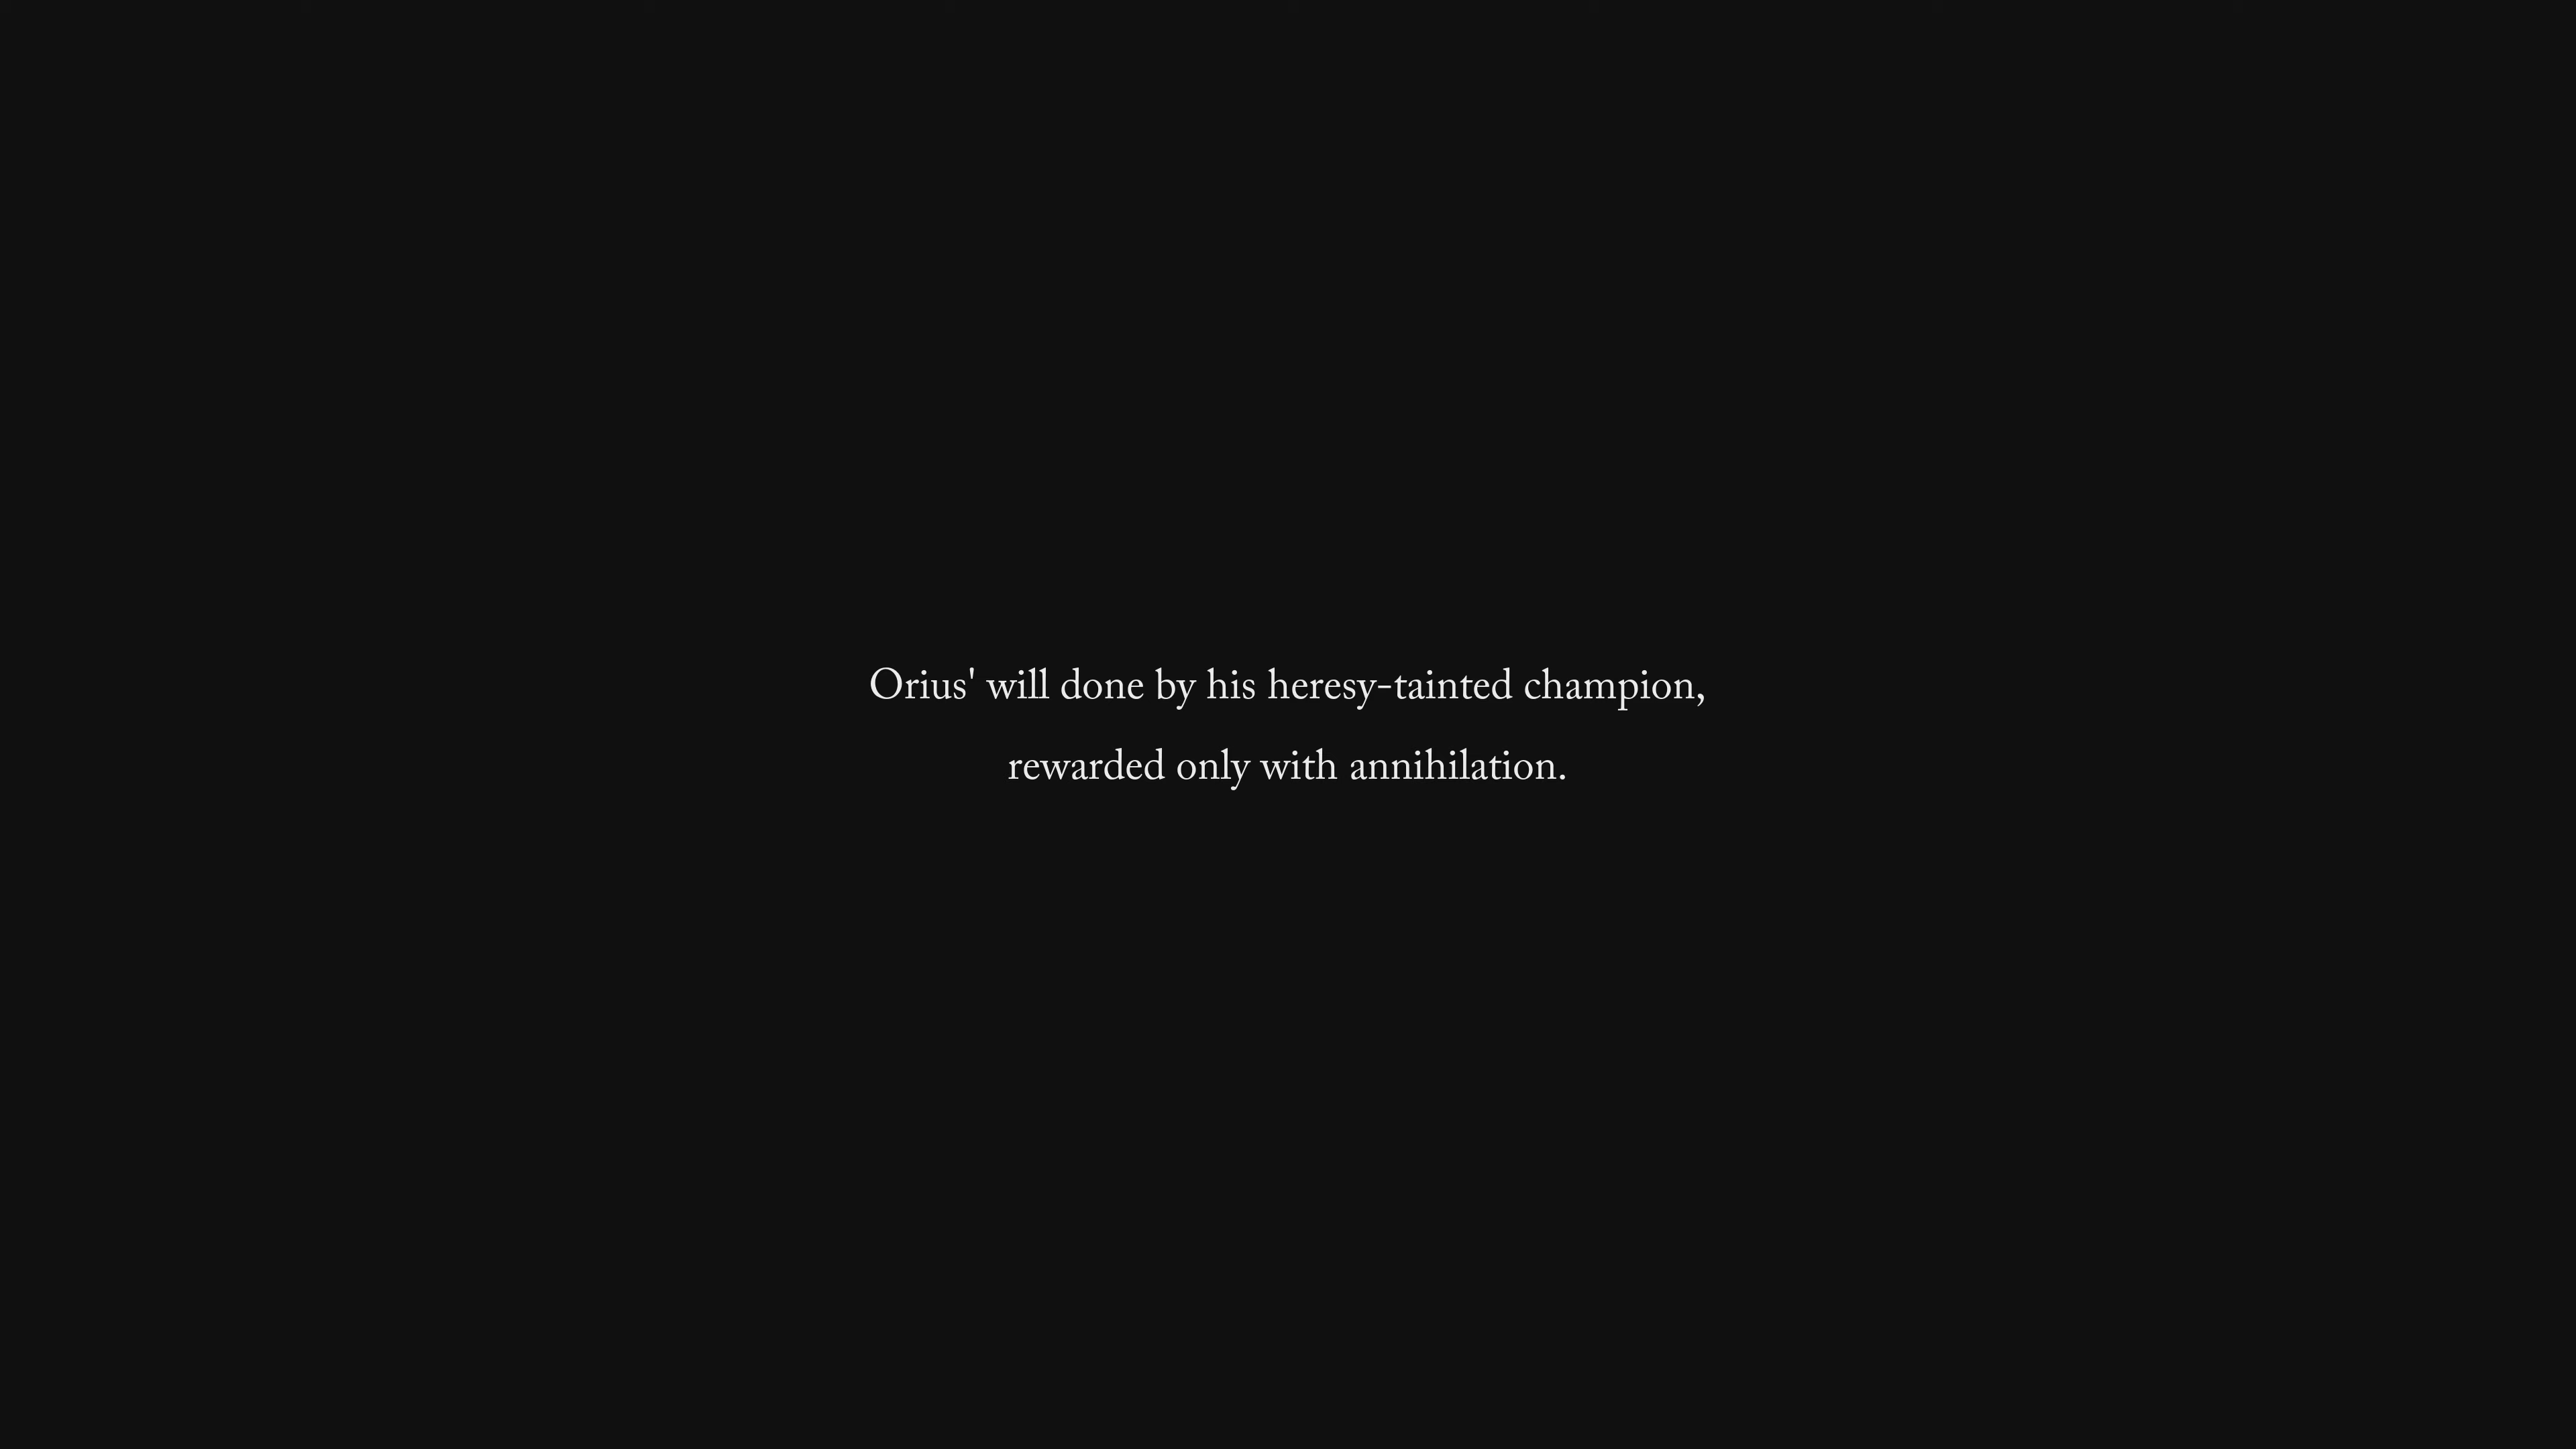 Orius' will done by his heresy-tainted champion,
rewarded only with annihilation.